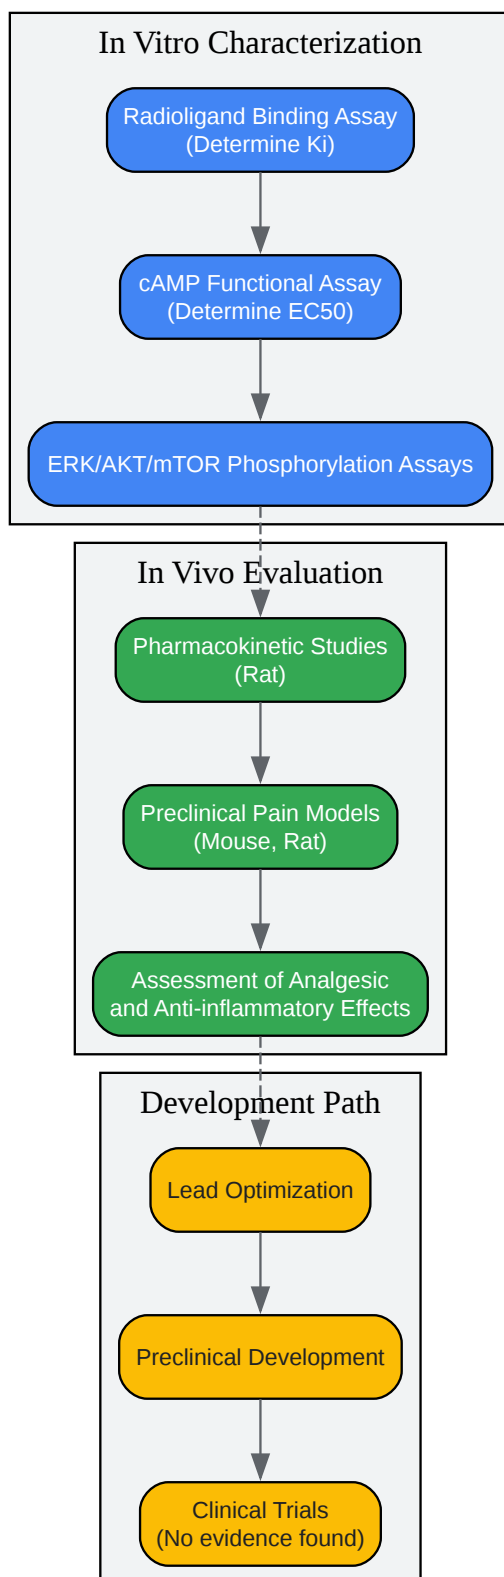 In Vitro Characterization
Radioligand Binding Assay
(Determine Ki)
cAMP Functional Assay
(Determine EC50)
ERK/AKT/mTOR Phosphorylation Assays
In Vivo Evaluation
Pharmacokinetic Studies
(Rat)
Preclinical Pain Models
(Mouse, Rat)
Assessment of Analgesic
and Anti-inflammatory Effects
Development Path
Lead Optimization
Preclinical Development
Clinical Trials
(No evidence found)